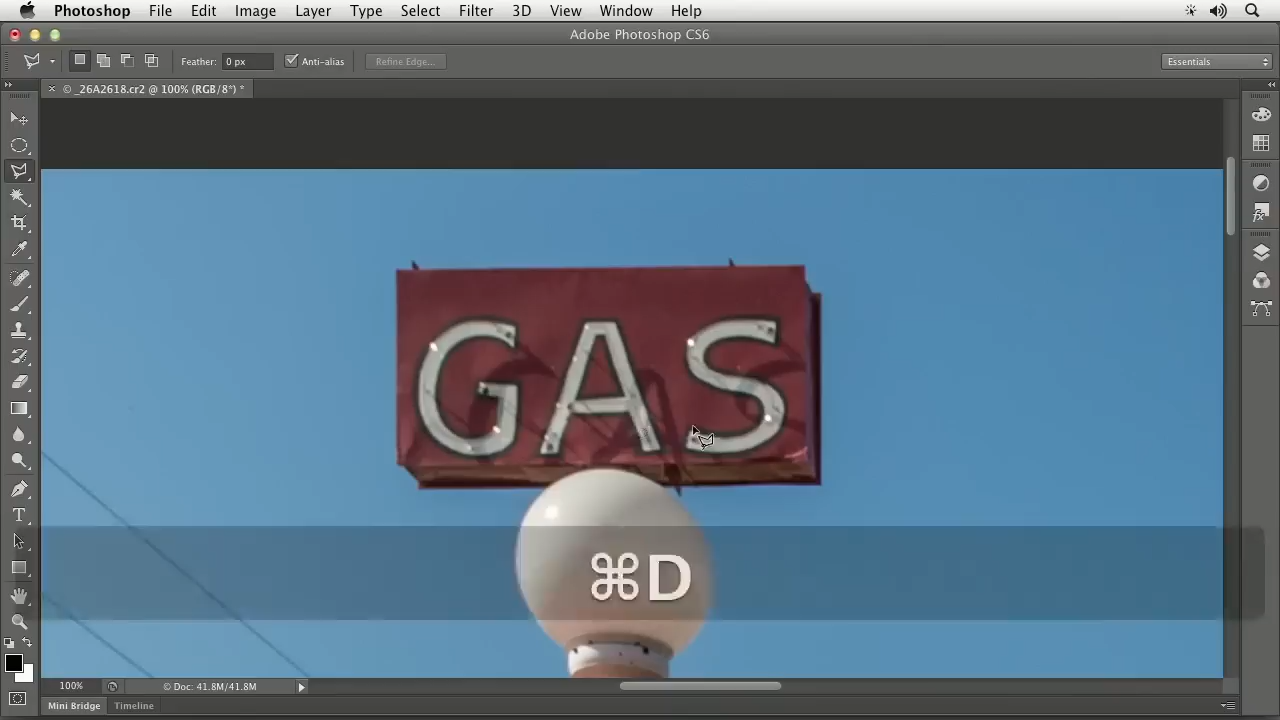 Photoshop File Edit Image Layer Type Select Filter 3D View Window Help
Adobe Photoshop CS6
Feather: 0 px Anti-alias Refine Edge... Essentials
© _26A2618.cr2 @ 100% (RGB/8*) *
GAS
⌘D
T
100% © Doc: 41.8M/41.8M
Mini Bridge Timeline